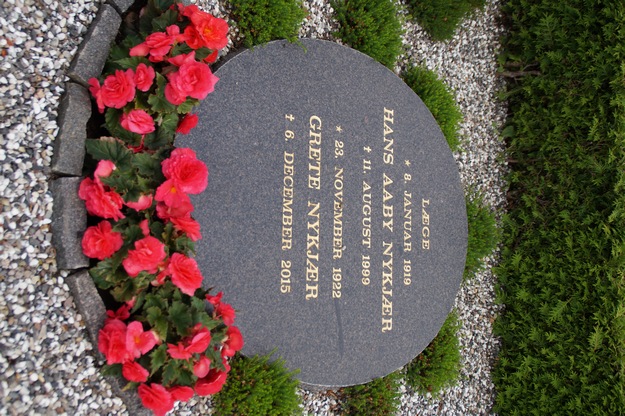 LÆGE
HANS AABY NYKJÆR
* 8. JANUAR 1919
† 11. AUGUST 1999
GRETE NYKJÆR
* 23. NOVEMBER 1922
† 6. DECEMBER 2015